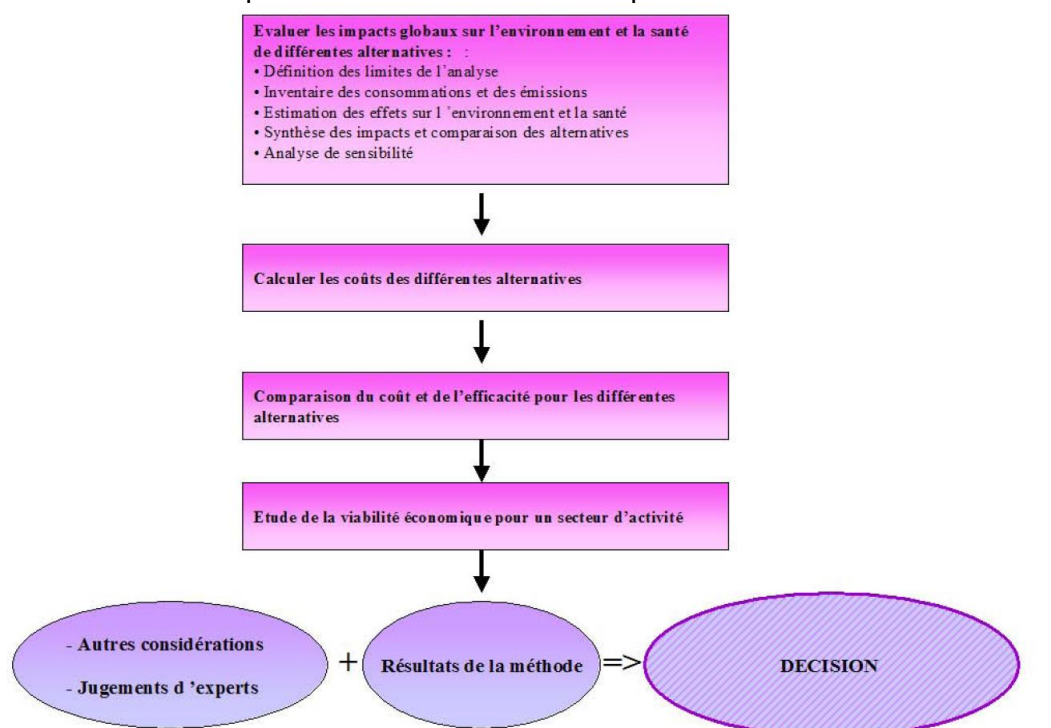 Evaluer les impacts globaux sur l’environnement et la santé
de différentes alternatives : :
• Définition des limites de l’analyse
• Inventaire des consommations et des émissions
• Estimation des effets sur l ’environnement et la santé
• Synthèse des impacts et comparaison des alternatives
• Analyse de sensibilité
Calculer les coûts des différentes alternatives
Comparaison du coût et de l’efficacité pour les différentes
alternatives
Etude de la viabilité économique pour un secteur d’activité
- Autres considérations
- Jugements d ’experts
+
Résultats de la méthode
=>
DECISION